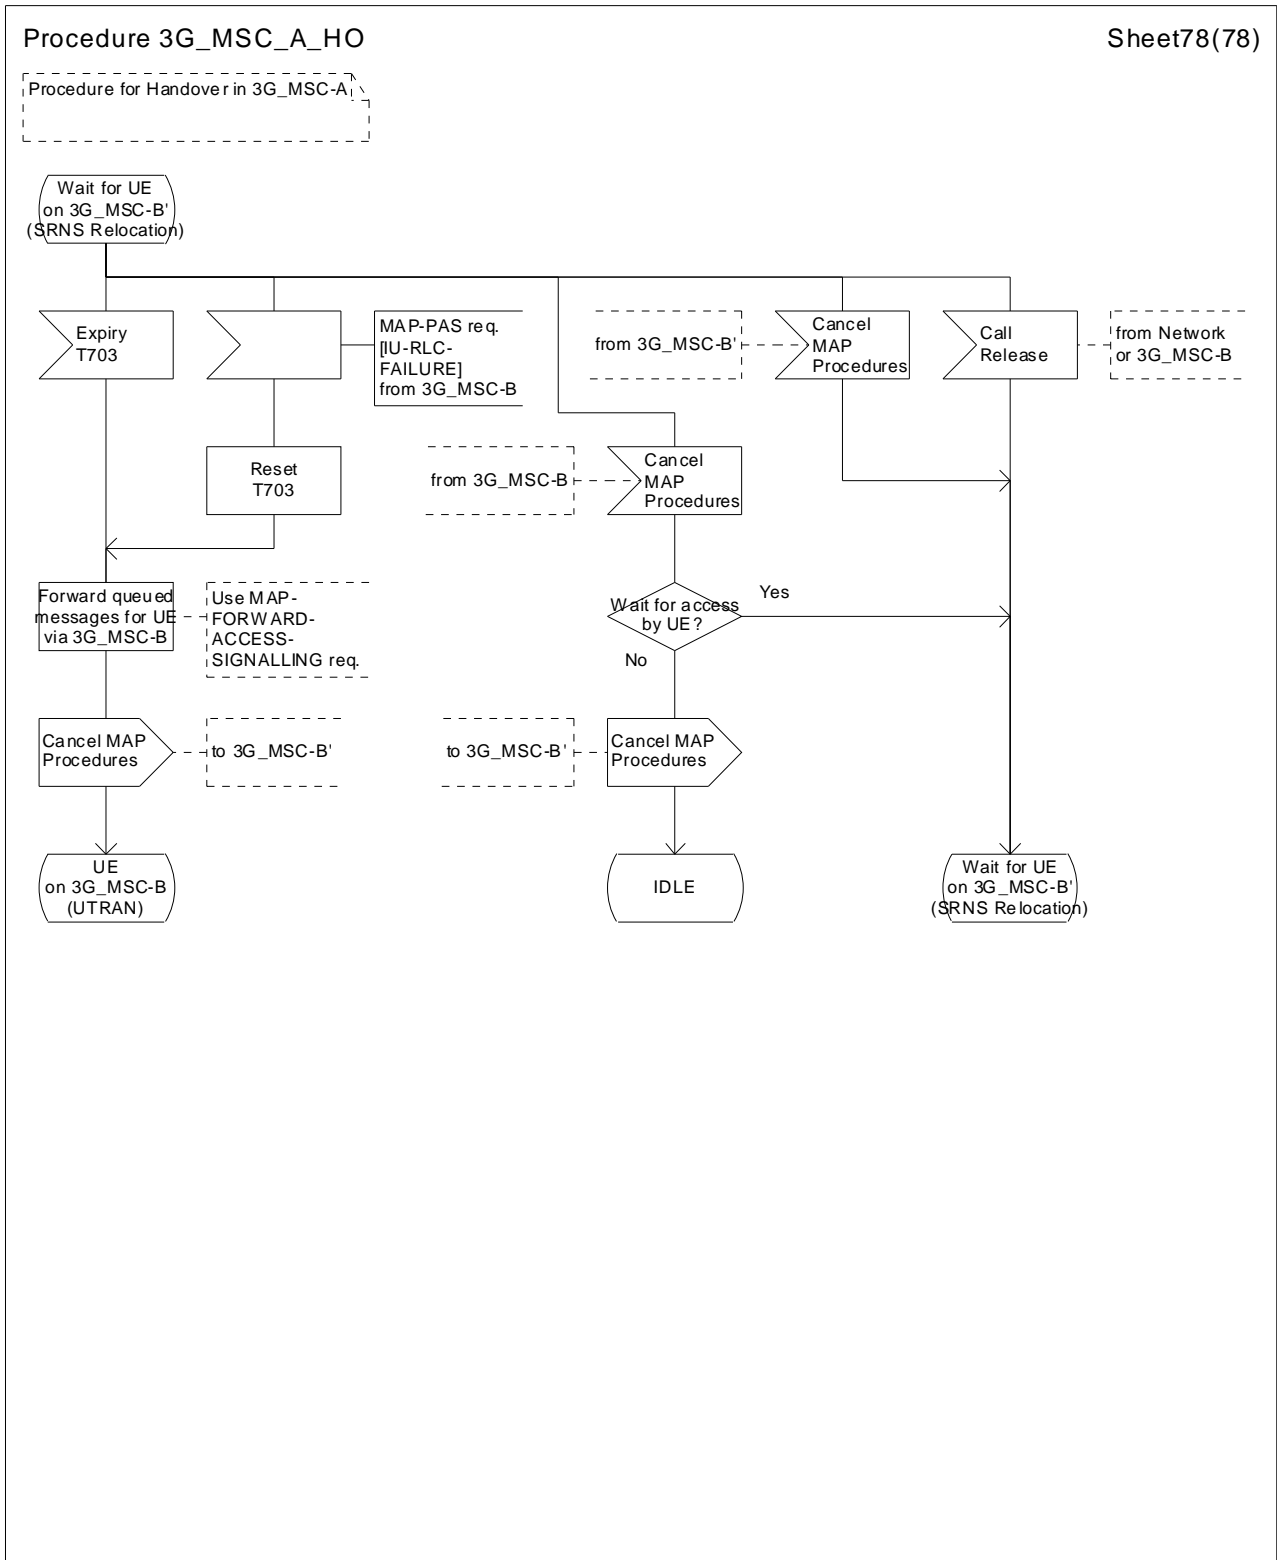 Procedure 3G_MSC_A_HO
Sheet78(78)
Procedure for Handover in 3G_MSC-A
Wait for UE
on 3G_MSC-B'
(SRNS Relocation)
Expiry
T703
MAP-PAS req.
[IU-RLC-
FAILURE]
from 3G_MSC-B
from 3G_MSC-B'
Cancel
MAP
Procedures
Call
Release
from Network
or 3G_MSC-B
Reset
T703
from 3G_MSC-B
Cancel
MAP
Procedures
Forward queued
messages for UE
via 3G_MSC-B
Use MAP-
FORWARD-
ACCESS-
SIGNALLING req.
Wait for access
by UE?
Yes
No
Cancel MAP
Procedures
to 3G_MSC-B'
to 3G_MSC-B'
Cancel MAP
Procedures
UE
on 3G_MSC-B
(UTRAN)
IDLE
Wait for UE
on 3G_MSC-B'
(SRNS Relocation)